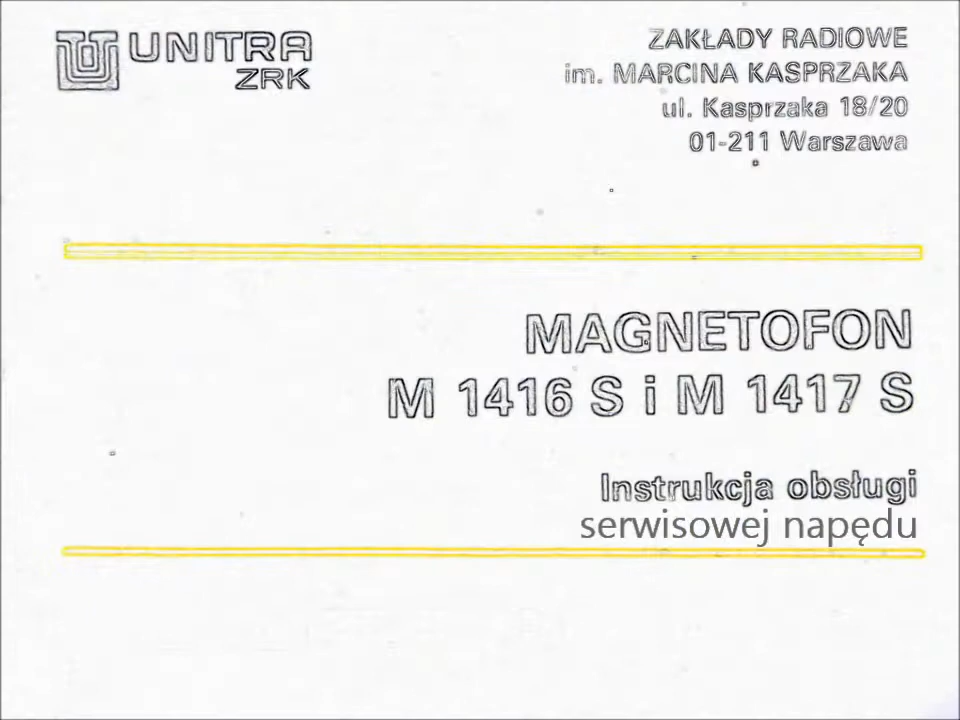 UNITRA
ZRK
ZAKŁADY RADIOWE
im. MARCINA KASPRZAKA
ul. Kasprzaka 18/20
01-211 Warszawa
MAGNETOFON
M 1416 S i M 1417 S
Instrukcja obsługi
serwisowej napędu